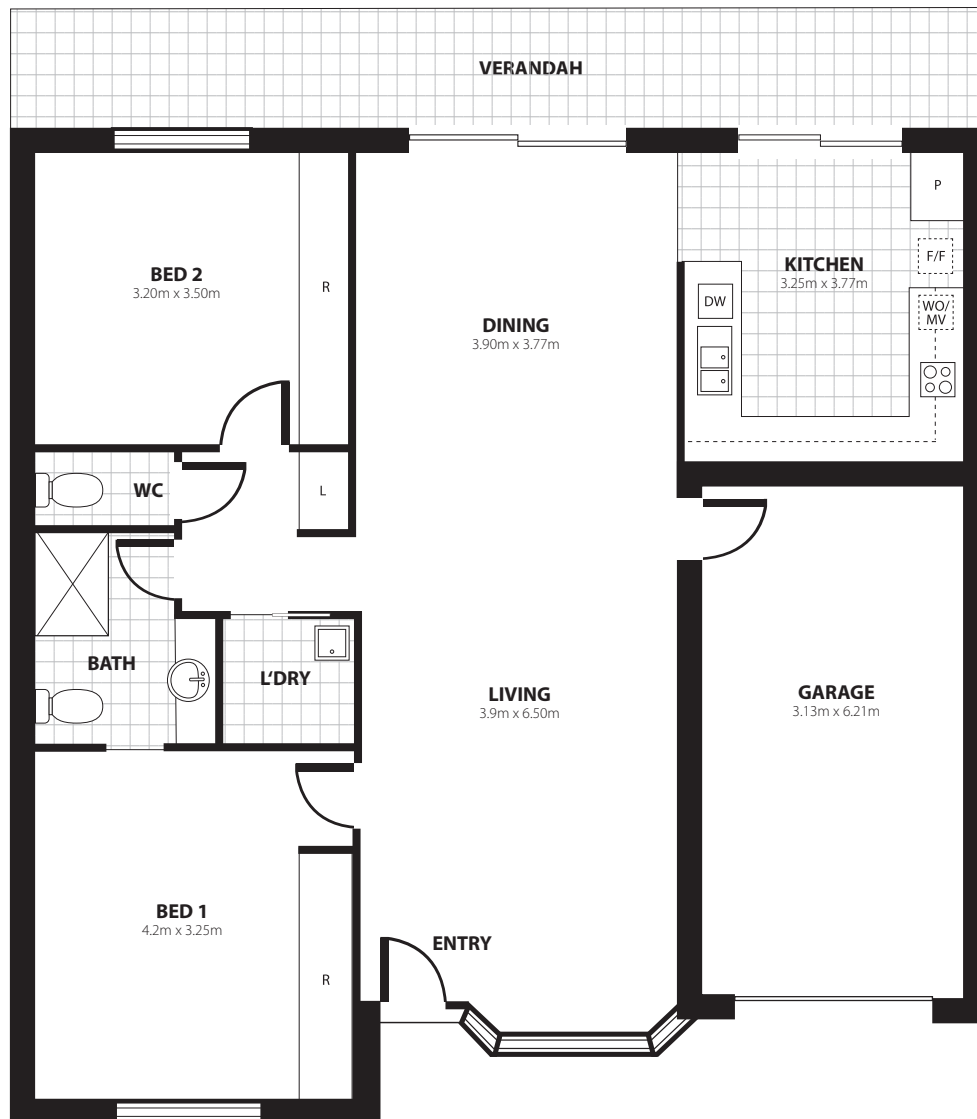 VERANDAH
BED 2
3.20m x 3.50m
R
DINING
3.90m x 3.77m
KITCHEN
3.25m x 3.77m
P
F/F
WO/
MV
DW
WC
L
BATH
L'DRY
LIVING
3.9m x 6.50m
GARAGE
3.13m x 6.21m
BED 1
4.2m x 3.25m
R
ENTRY